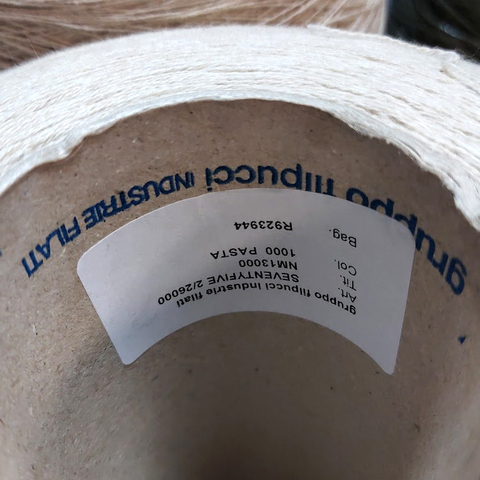 gruppo filpucci INDUSTRIE FILATI
gruppo filpucci industrie filati
Art. SEVENTYFIVE 2/26000
Tit. NM13000
Col. 1000 PASTA
Bag. R923944